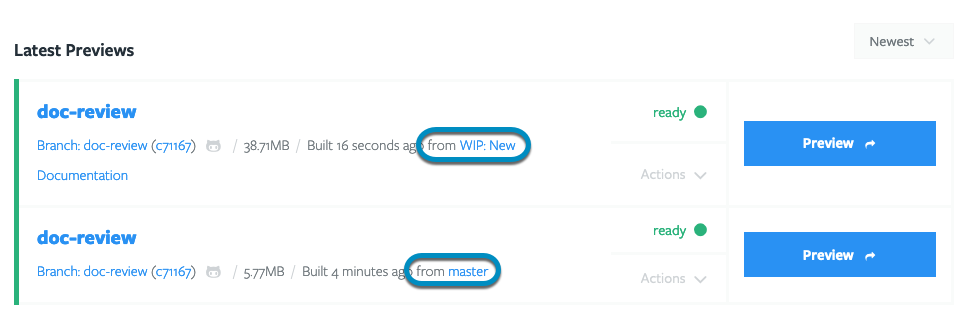 Newest
Latest Previews
doc-review
ready
Branch: doc-review (c71167) / 38.71MB / Built 16 seconds ago from WIP: New
Documentation
Preview
Actions
doc-review
ready
Branch: doc-review (c71167) / 5.77MB / Built 4 minutes ago from master
Preview
Actions